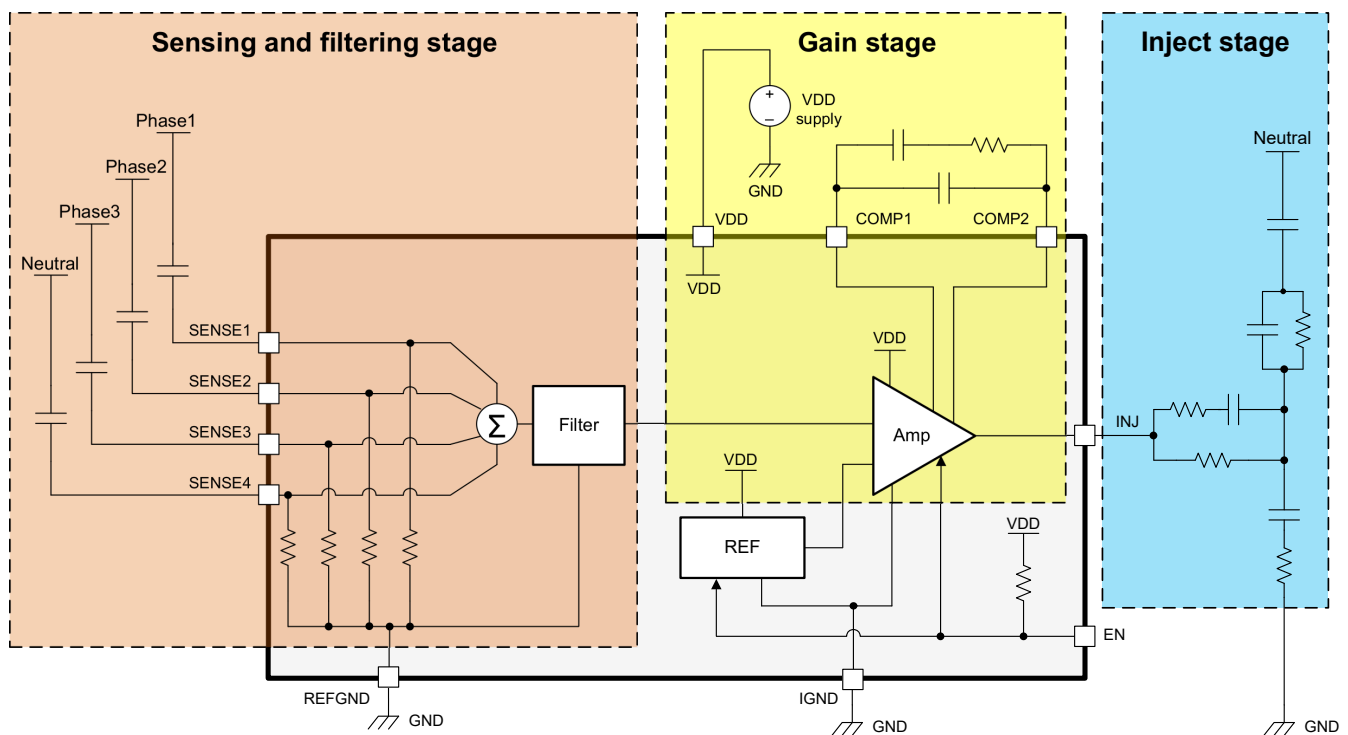 Sensing and filtering stage
Gain stage
Inject stage
Phase1
Phase2
Phase3
Neutral
+
–
VDD
supply
GND
Neutral
VDD
COMP1
COMP2
VDD
SENSE1
SENSE2
SENSE3
SENSE4
Σ
Filter
VDD
Amp
INJ
VDD
REF
VDD
EN
REFGND
GND
IGND
GND
GND